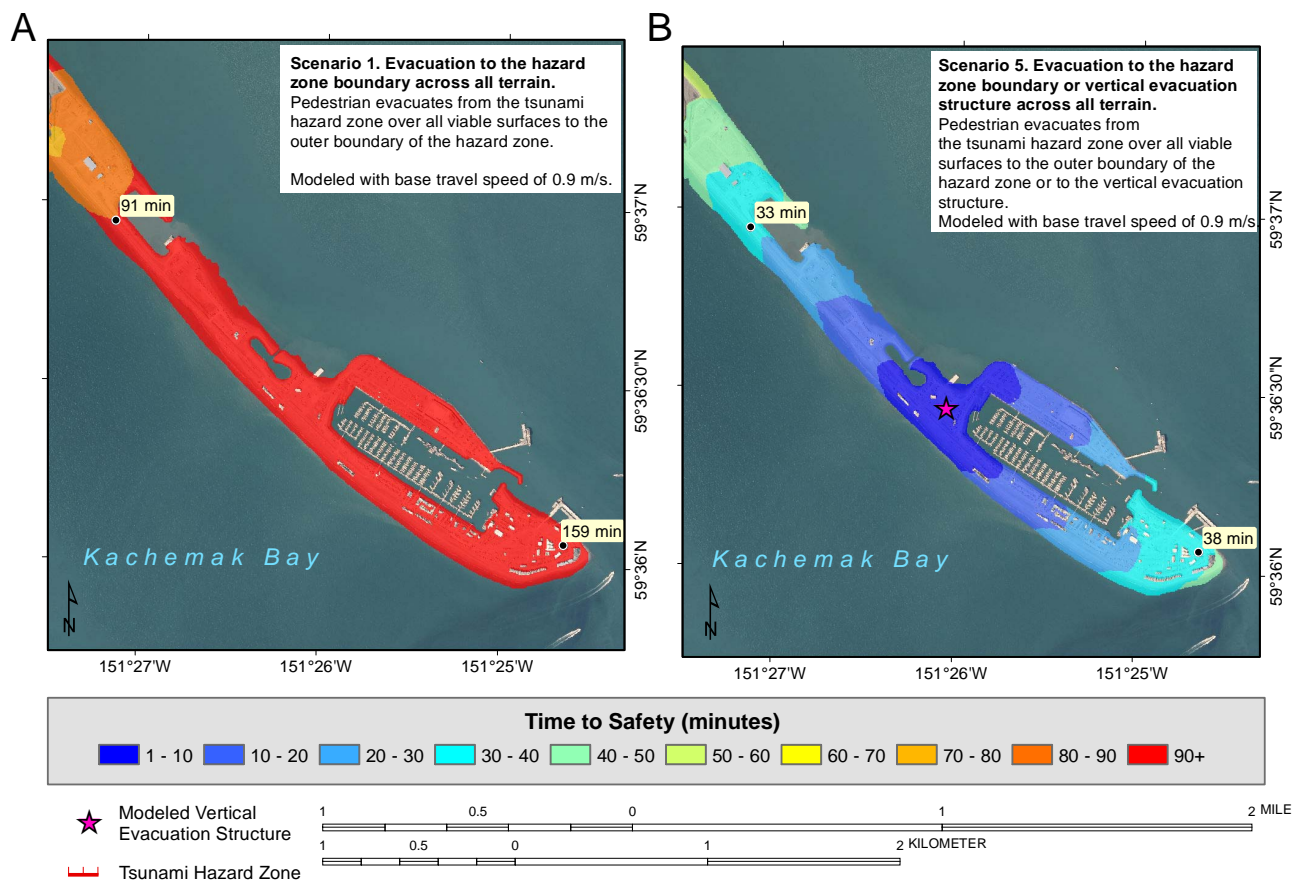 A
Scenario 1. Evacuation to the hazard
zone boundary across all terrain.
Pedestrian evacuates from the tsunami
hazard zone over all viable surfaces to the
outer boundary of the hazard zone.
Modeled with base travel speed of 0.9 m/s.
91 min
159 min
Kachemak Bay
N
59°37'N
59°36'30"N
59°36'N
151°27'W
151°26'W
151°25'W
B
Scenario 5. Evacuation to the hazard
zone boundary or vertical evacuation
structure across all terrain.
Pedestrian evacuates from
the tsunami hazard zone over all viable
surfaces to the outer boundary of the
hazard zone or to the vertical evacuation
structure.
Modeled with base travel speed of 0.9 m/s.
33 min
38 min
Kachemak Bay
N
59°37'N
59°36'30"N
59°36'N
151°27'W
151°26'W
151°25'W
Time to Safety (minutes)
1 - 10 10 - 20 20 - 30 30 - 40 40 - 50 50 - 60 60 - 70 70 - 80 80 - 90 90+
Modeled Vertical
Evacuation Structure
Tsunami Hazard Zone
1 0.5 0 1 2 MILE
1 0.5 0 1 2 KILOMETER